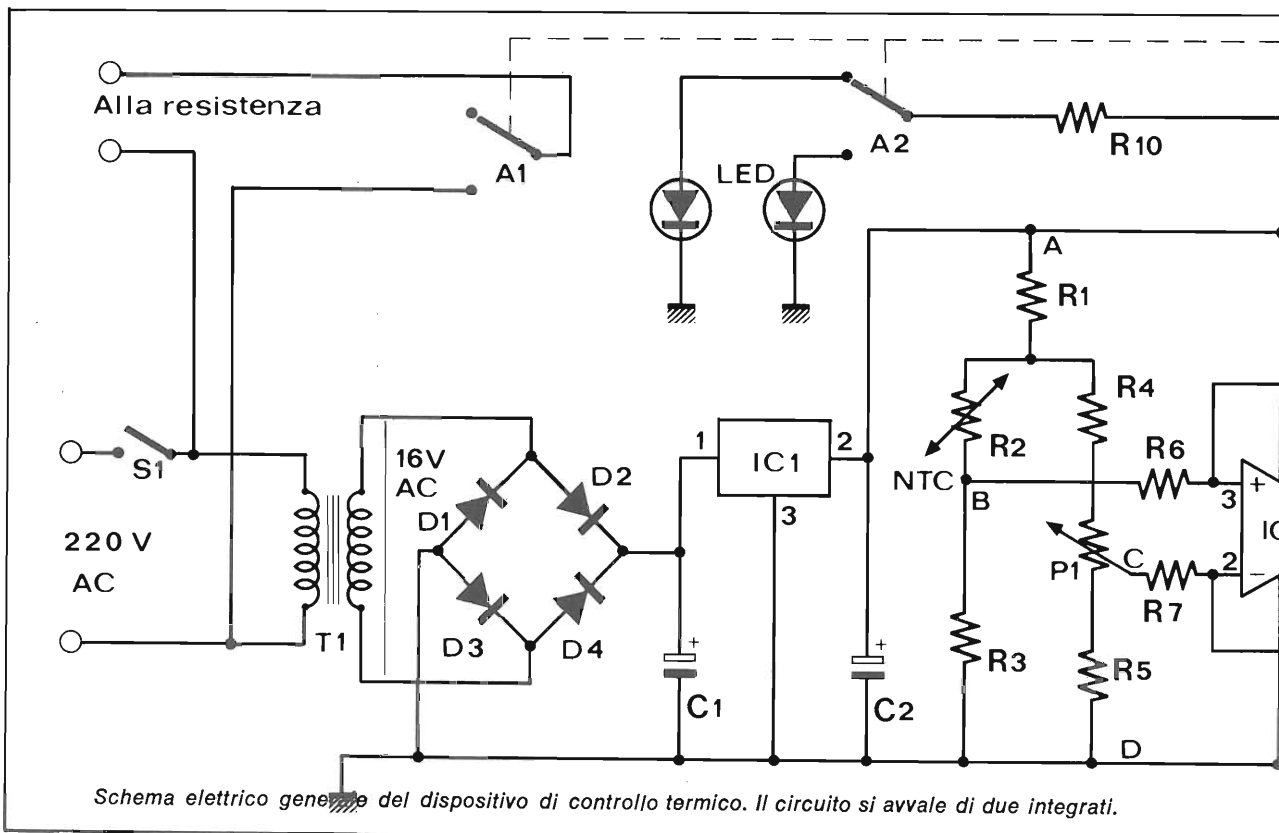 Alla resistenza
A1
A2
R10
LED
A
R1
R2
NTC
R4
B
R6
3
+
IC
S1
220 V
AC
T1
16V
AC
D1
D2
D3
D4
1
IC1
2
3
+
C1
+
C2
R3
P1
C
R7
2
−
R5
D
Schema elettrico generale del dispositivo di controllo termico. Il circuito si avvale di due integrati.